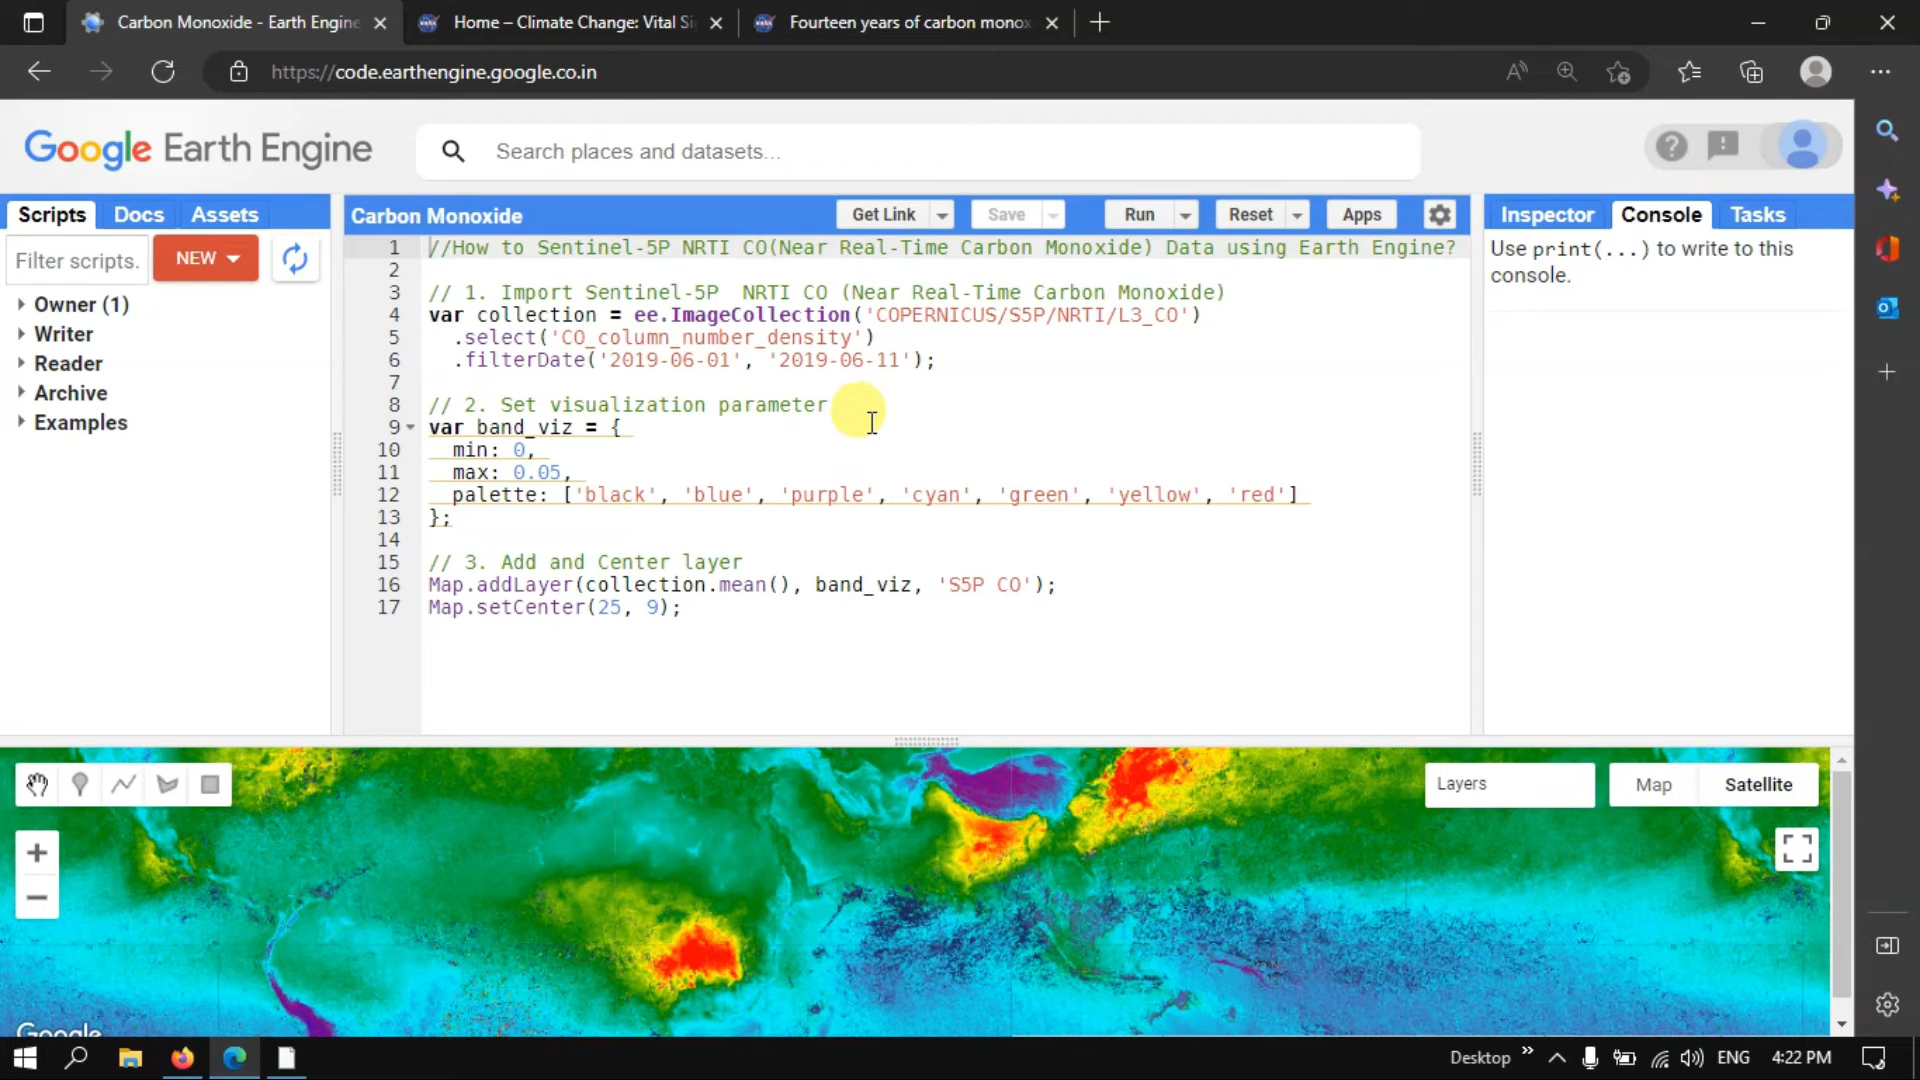 Carbon Monoxide - Earth Engine
Home – Climate Change: Vital Si
Fourteen years of carbon mono
https://code.earthengine.google.co.in
Google Earth Engine
Search places and datasets...
Scripts Docs Assets
Filter scripts.
NEW
Owner (1)
Writer
Reader
Archive
Examples
Carbon Monoxide
Get Link
Save
Run
Reset
Apps
1 //How to Sentinel-5P NRTI CO(Near Real-Time Carbon Monoxide) Data using Earth Engine?
2
3 // 1. Import Sentinel-5P  NRTI CO (Near Real-Time Carbon Monoxide)
4 var collection = ee.ImageCollection('COPERNICUS/S5P/NRTI/L3_CO')
5   .select('CO_column_number_density')
6   .filterDate('2019-06-01', '2019-06-11');
7
8 // 2. Set visualization parameter
9 var band_viz = {
10   min: 0,
11   max: 0.05,
12   palette: ['black', 'blue', 'purple', 'cyan', 'green', 'yellow', 'red']
13 };
14
15 // 3. Add and Center layer
16 Map.addLayer(collection.mean(), band_viz, 'S5P CO');
17 Map.setCenter(25, 9);
Inspector Console Tasks
Use print(...) to write to this
console.
Layers
Map Satellite
Google
Desktop
ENG
4:22 PM